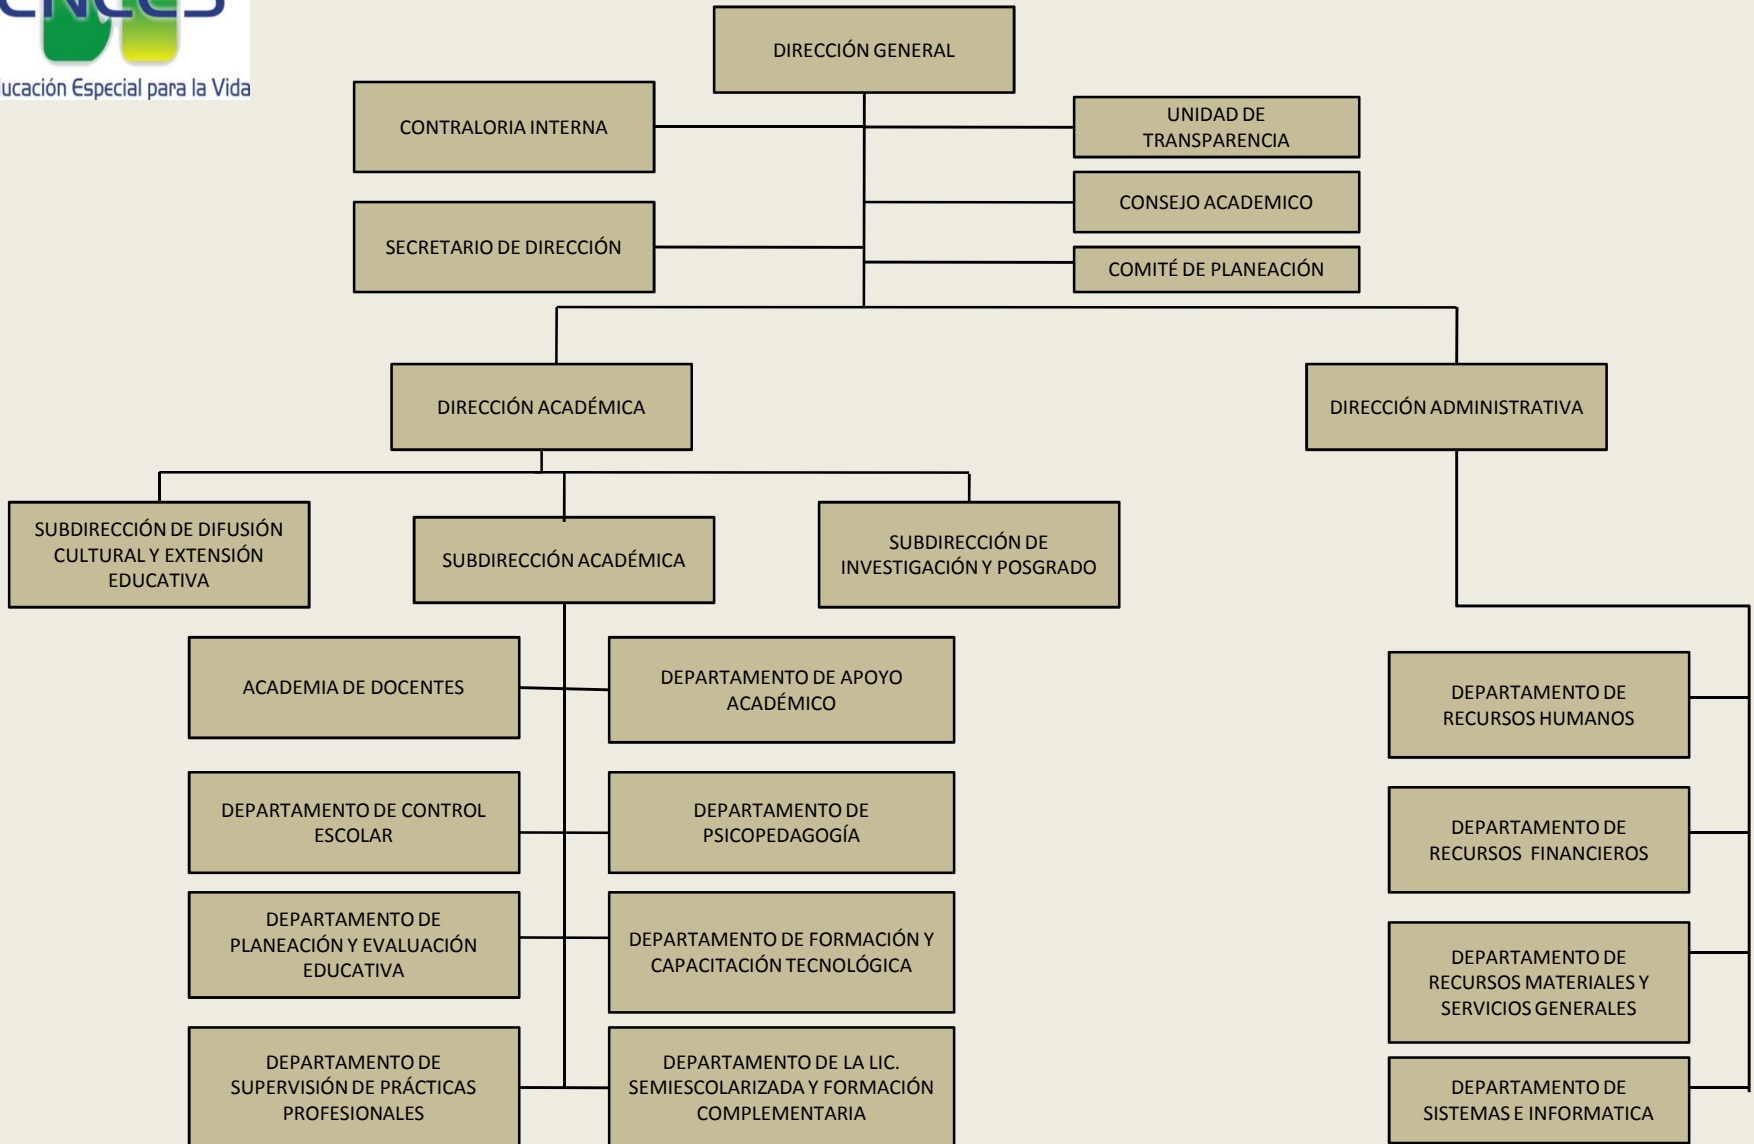 Especial para la Vida
DIRECCIÓN GENERAL
CONTRALORIA INTERNA
UNIDAD DE
TRANSPARENCIA
CONSEJO ACADEMICO
SECRETARIO DE DIRECCIÓN
COMITÉ DE PLANEACIÓN
DIRECCIÓN ACADÉMICA
DIRECCIÓN ADMINISTRATIVA
SUBDIRECCIÓN DE DIFUSIÓN
CULTURAL Y EXTENSIÓN
EDUCATIVA
SUBDIRECCIÓN ACADÉMICA
SUBDIRECCIÓN DE
INVESTIGACIÓN Y POSGRADO
ACADEMIA DE DOCENTES
DEPARTAMENTO DE APOYO
ACADÉMICO
DEPARTAMENTO DE CONTROL
ESCOLAR
DEPARTAMENTO DE
PSICOPEDAGOGÍA
DEPARTAMENTO DE
PLANEACIÓN Y EVALUACIÓN
EDUCATIVA
DEPARTAMENTO DE FORMACIÓN Y
CAPACITACIÓN TECNOLÓGICA
DEPARTAMENTO DE
SUPERVISIÓN DE PRÁCTICAS
PROFESIONALES
DEPARTAMENTO DE LA LIC.
SEMIESCOLARIZADA Y FORMACIÓN
COMPLEMENTARIA
DEPARTAMENTO DE
RECURSOS HUMANOS
DEPARTAMENTO DE
RECURSOS FINANCIEROS
DEPARTAMENTO DE
RECURSOS MATERIALES Y
SERVICIOS GENERALES
DEPARTAMENTO DE
SISTEMAS E INFORMATICA